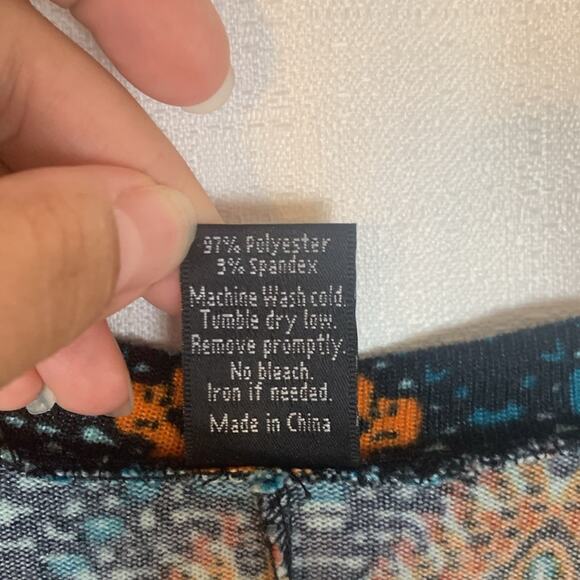 97% Polyester
3% Spandex
Machine Wash cold.
Tumble dry low.
Remove promptly.
No bleach.
Iron if needed.
Made in China